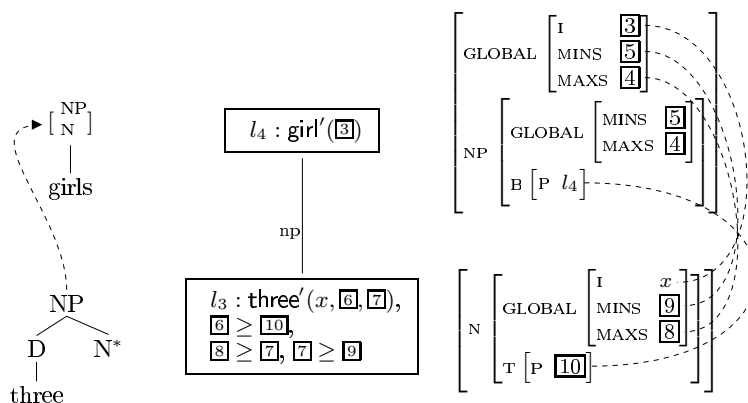 NP
N
girls
NP
D N*
three
l₄ : girl′(3)
np
l₃ : three′(x, 6, 7),
6 ≥ 10,
8 ≥ 7, 7 ≥ 9
GLOBAL
I 3
MINS 5
MAXS 4
NP
GLOBAL
MINS 5
MAXS 4
B [P l₄]
N
GLOBAL
I x
MINS 9
MAXS 8
T [P 10]